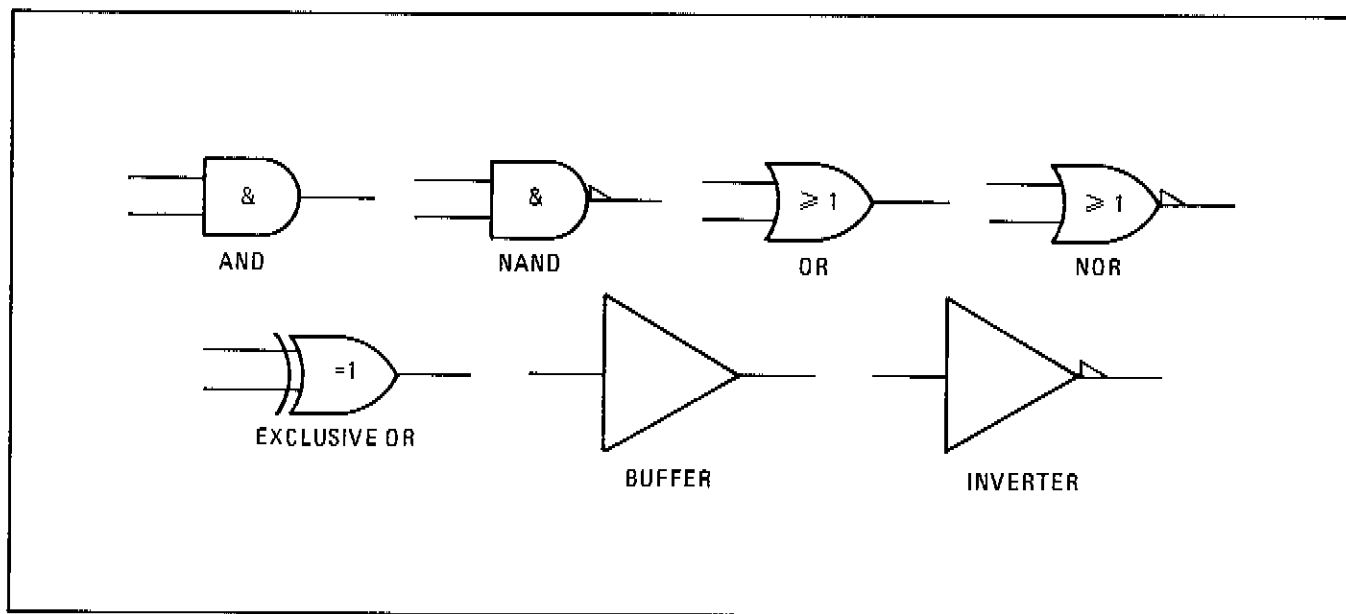 & & ⩾ 1 ⩾ 1
AND NAND OR NOR
=1
EXCLUSIVE OR
BUFFER INVERTER